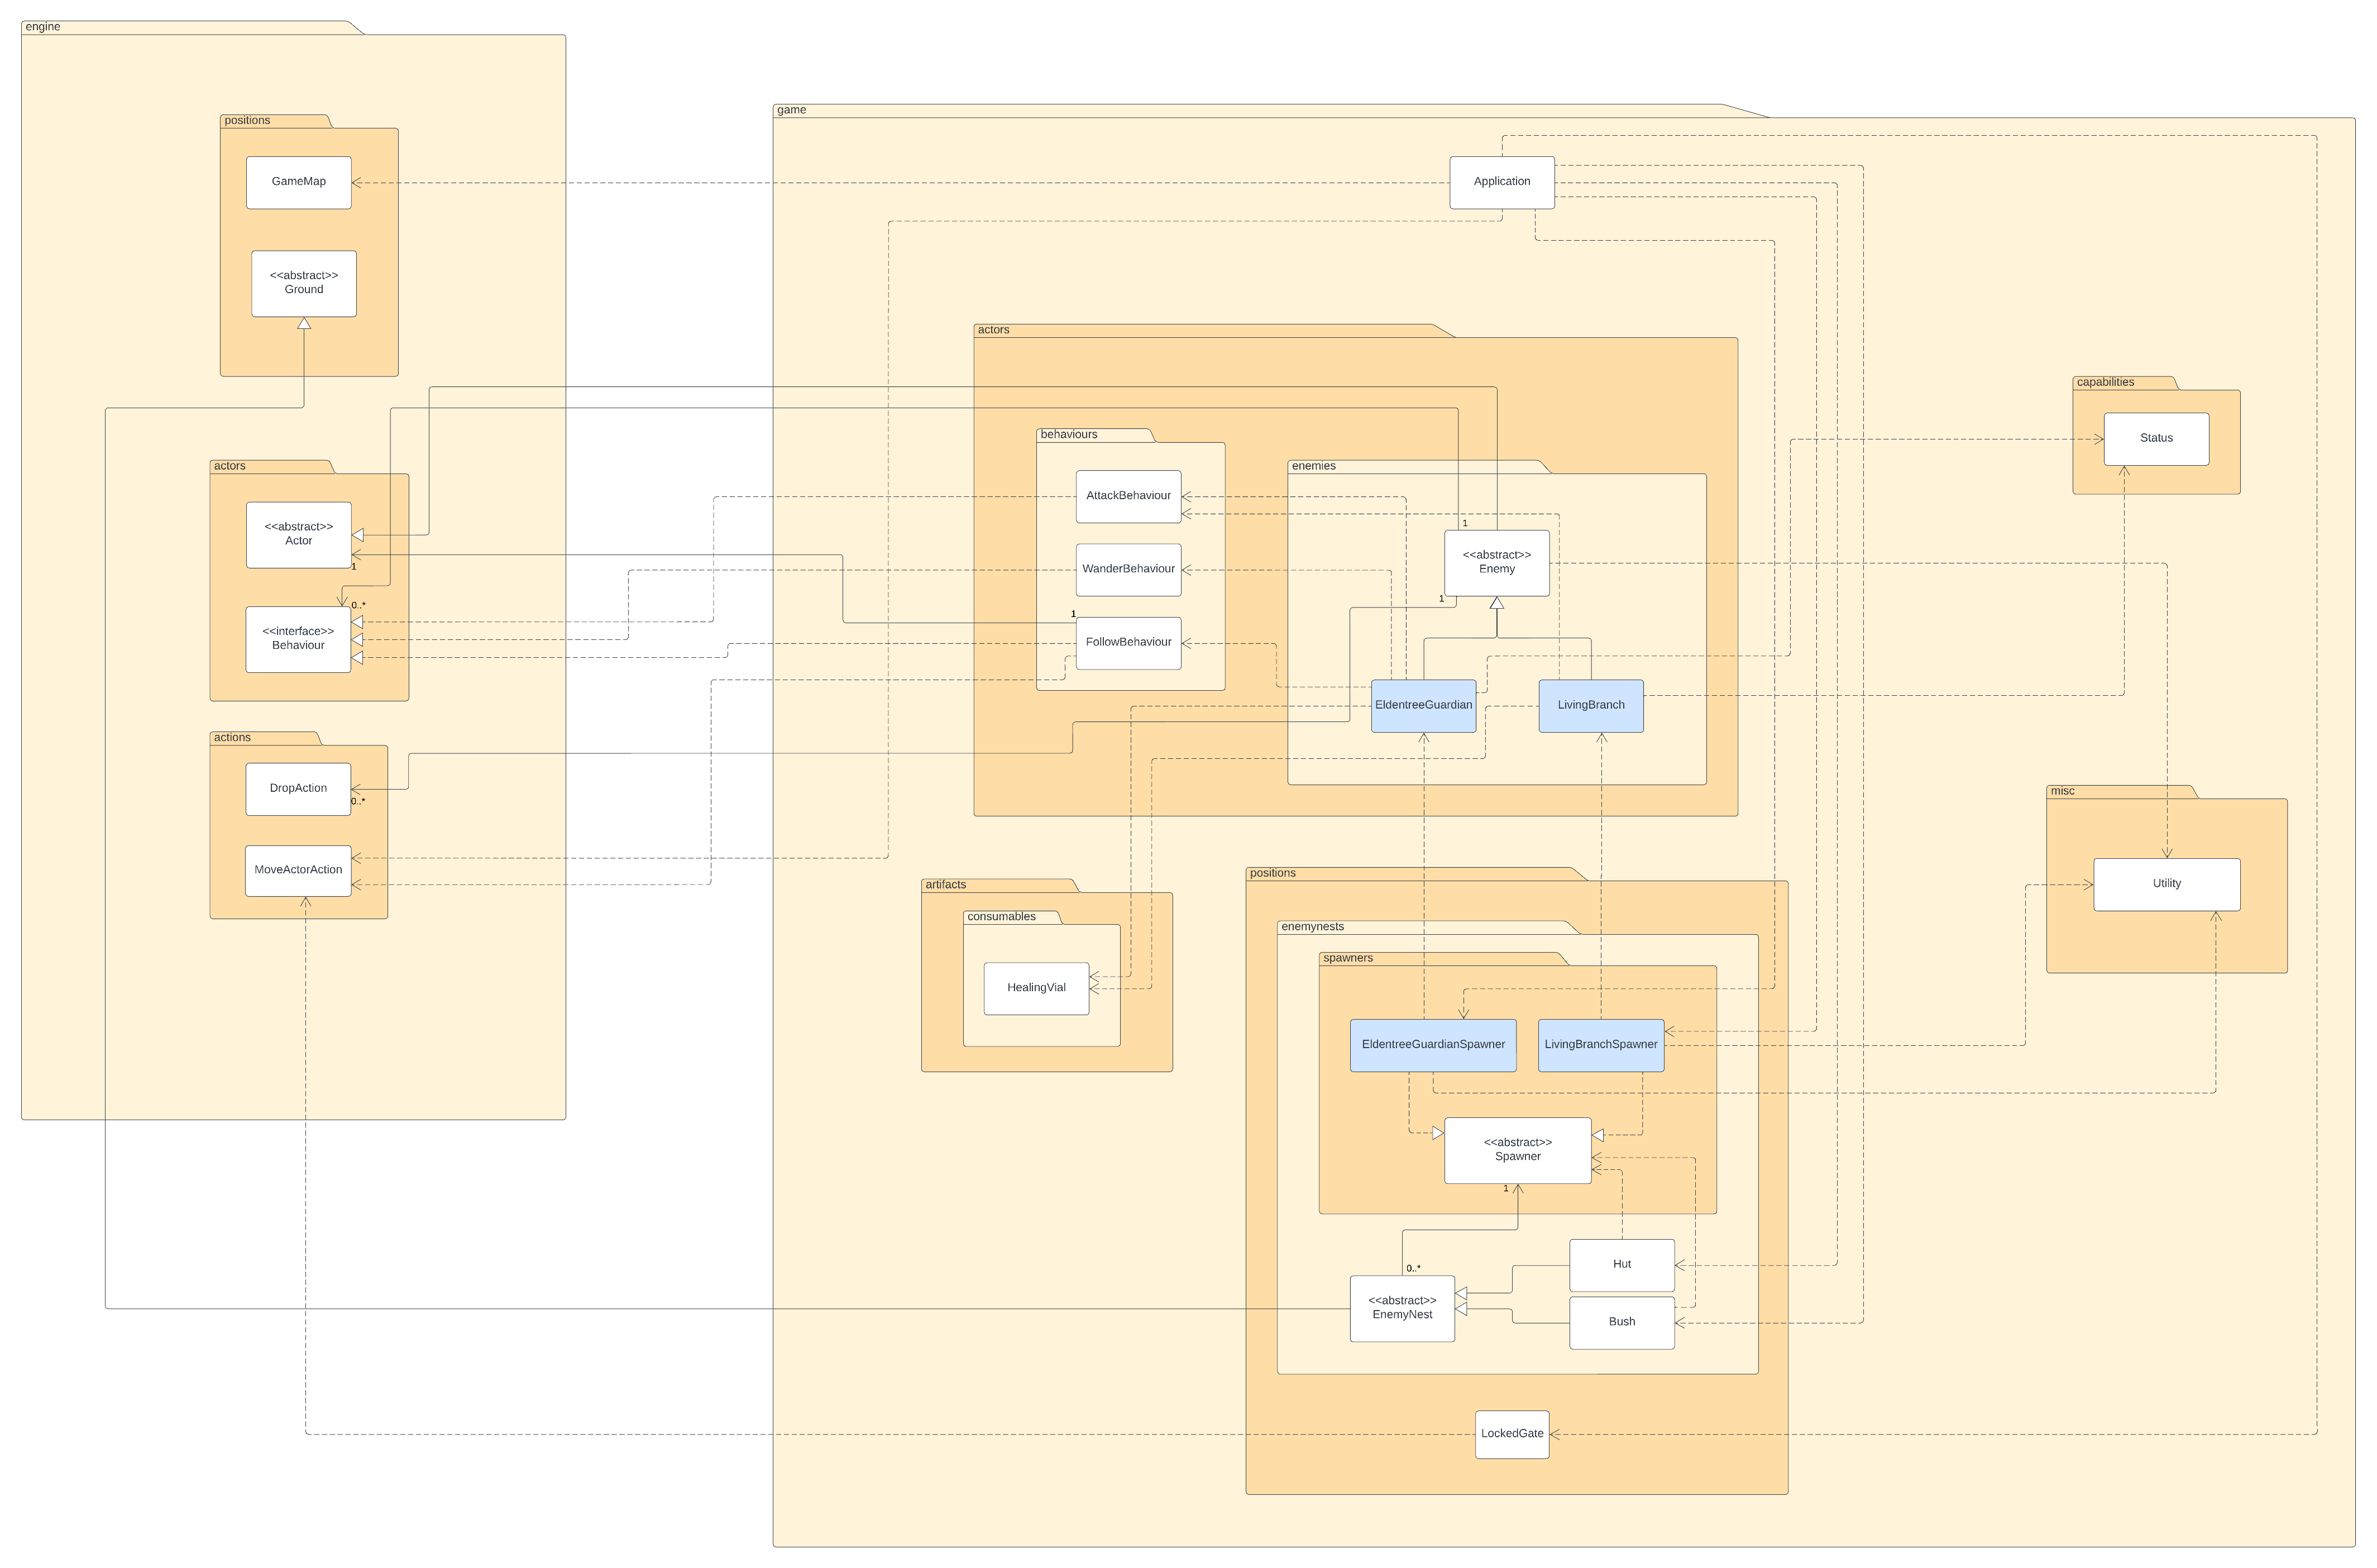 engine
positions
GameMap
<<abstract>>
Ground
actors
<<abstract>>
Actor
1
0..*
<<interface>>
Behaviour
actions
DropAction
0..*
MoveActorAction
game
Application
actors
behaviours
AttackBehaviour
WanderBehaviour
1
FollowBehaviour
enemies
1
<<abstract>>
Enemy
1
EldentreeGuardian
LivingBranch
capabilities
Status
misc
Utility
artifacts
consumables
HealingVial
positions
enemynests
spawners
EldentreeGuardianSpawner
LivingBranchSpawner
<<abstract>>
Spawner
1
0..*
<<abstract>>
EnemyNest
Hut
Bush
LockedGate